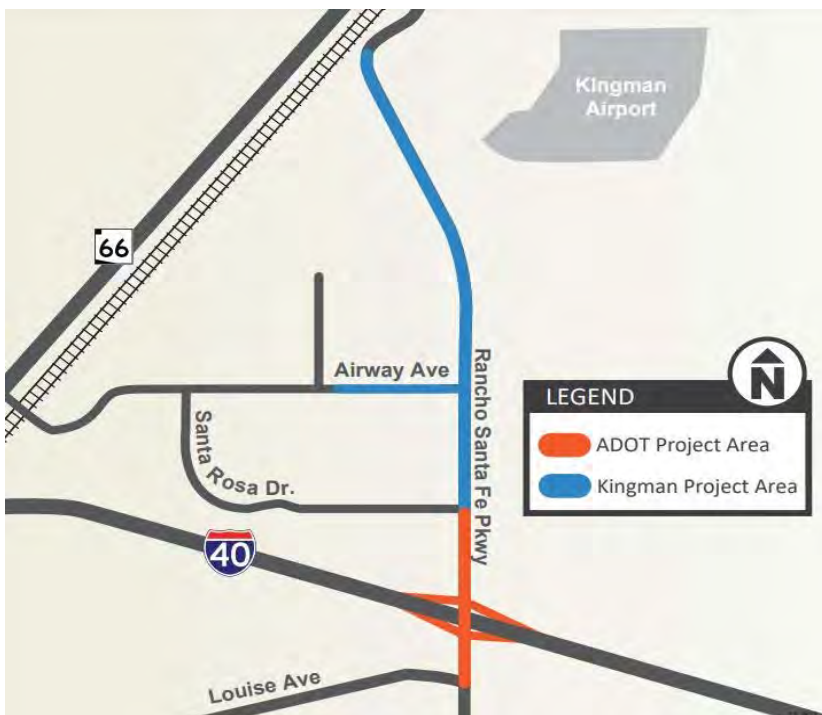 Kingman
Airport
66
Airway Ave
Rancho Santa Fe Pkwy
N
LEGEND
ADOT Project Area
Kingman Project Area
Santa Rosa Dr.
40
Louise Ave